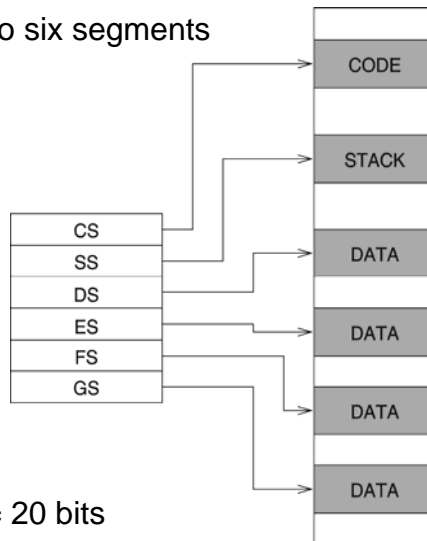 o six segments
CODE
STACK
CS
SS
DS
ES
FS
GS
DATA
DATA
DATA
DATA
20 bits